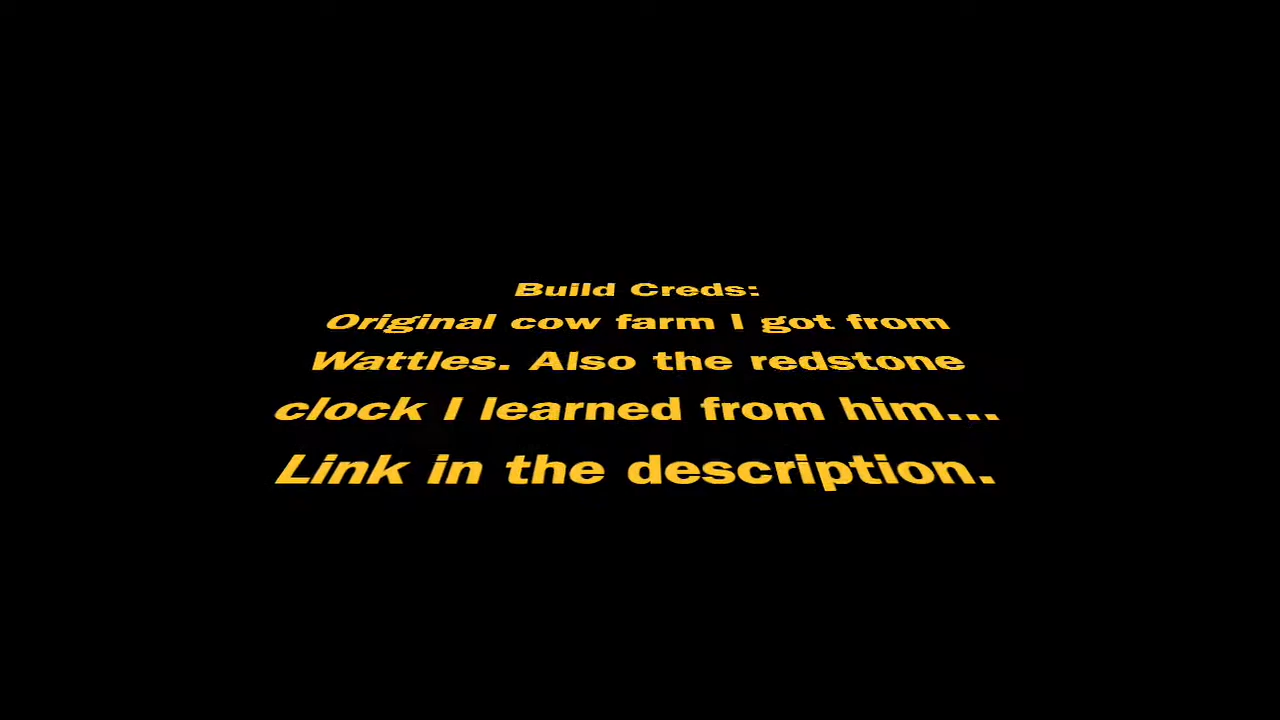 Build Creds:
Original cow farm I got from
Wattles. Also the redstone
clock I learned from him...
Link in the description.